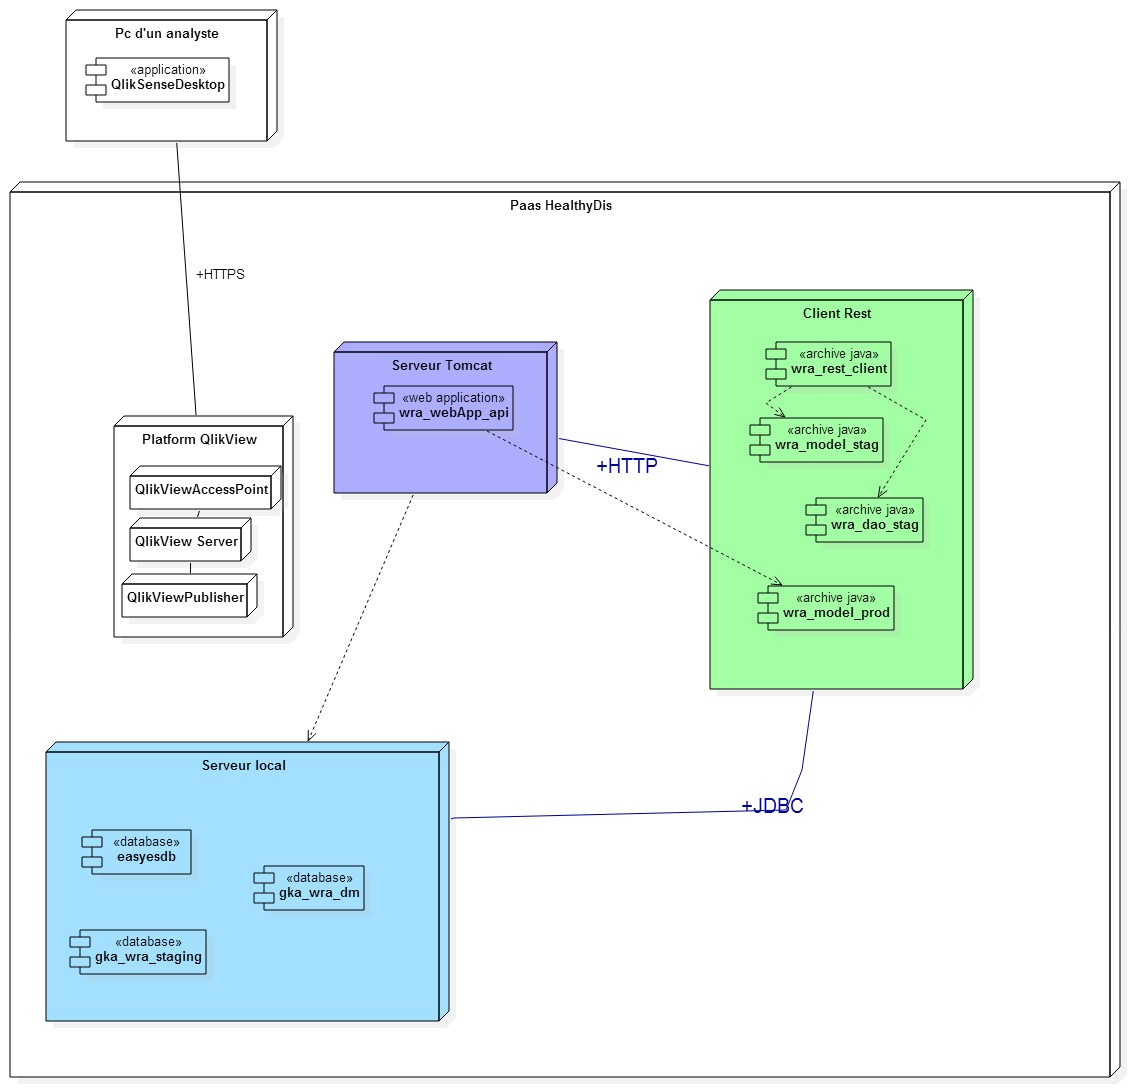 Pc d'un analyste
«application»
QlikSenseDesktop
Paas HealthyDis
+HTTPS
Client Rest
«archive java»
wra_rest_client
«archive java»
wra_model_stag
«archive java»
wra_dao_stag
«archive java»
wra_model_prod
Serveur Tomcat
«web application»
wra_webApp_api
+HTTP
Platform QlikView
QlikViewAccessPoint
QlikView Server
QlikViewPublisher
Serveur local
«database»
easyesdb
«database»
gka_wra_dm
«database»
gka_wra_staging
+JDBC